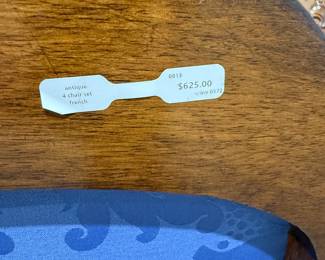 antique
4 chair set
french
0013
$625.00